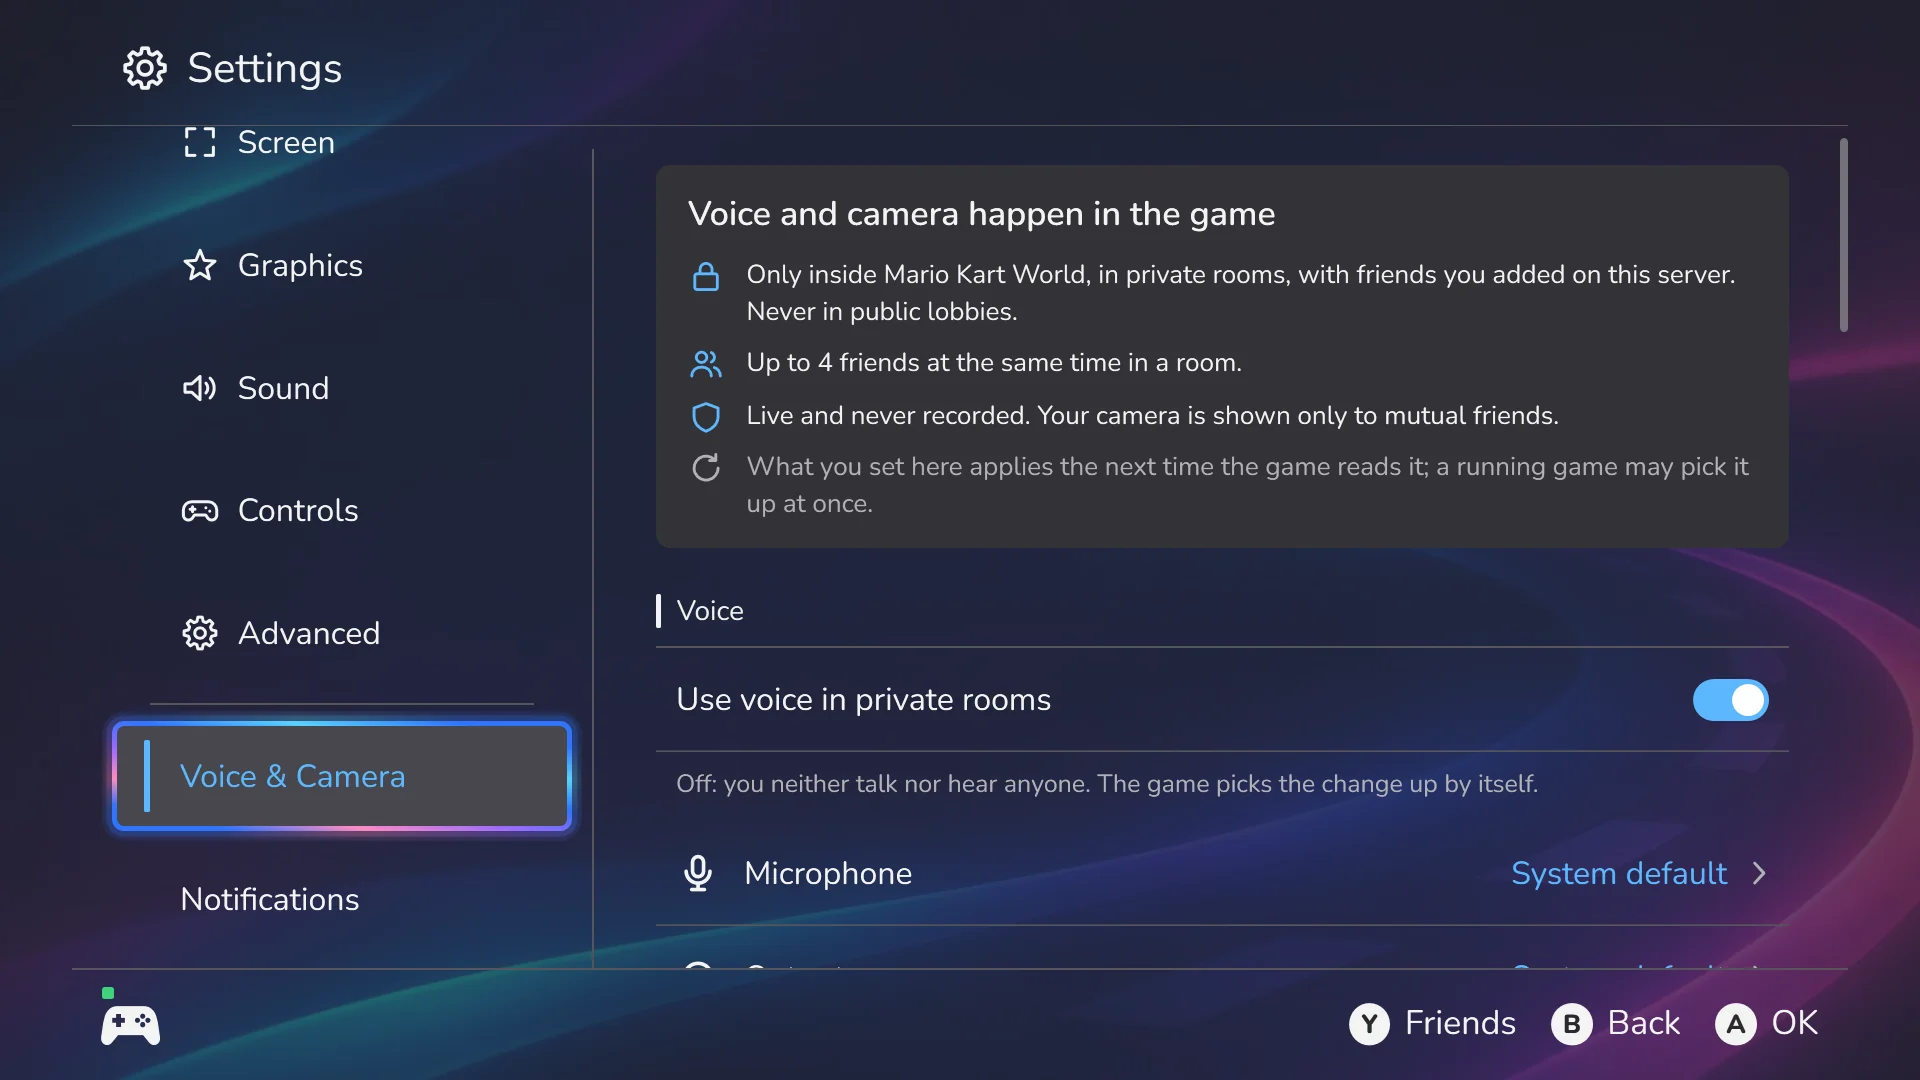 Settings
Screen
Graphics
Sound
Controls
Advanced
Voice & Camera
Notifications
Voice and camera happen in the game
Only inside Mario Kart World, in private rooms, with friends you added on this server.
Never in public lobbies.
Up to 4 friends at the same time in a room.
Live and never recorded. Your camera is shown only to mutual friends.
What you set here applies the next time the game reads it; a running game may pick it
up at once.
Voice
Use voice in private rooms
Off: you neither talk nor hear anyone. The game picks the change up by itself.
Microphone
System default
Y Friends
B Back
A OK